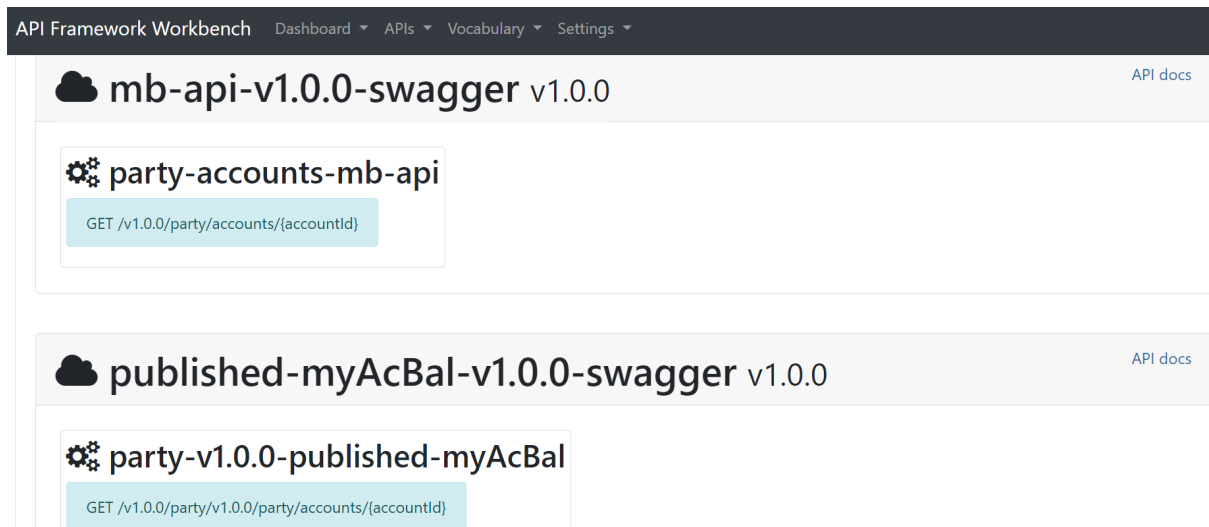 API Framework Workbench Dashboard APIs Vocabulary Settings
mb-api-v1.0.0-swagger v1.0.0 API docs
party-accounts-mb-api
GET /v1.0.0/party/accounts/{accountId}
published-myAcBal-v1.0.0-swagger v1.0.0 API docs
party-v1.0.0-published-myAcBal
GET /v1.0.0/party/v1.0.0/party/accounts/{accountId}